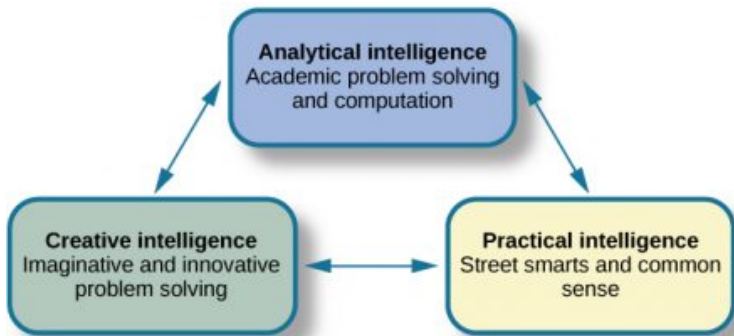 Analytical intelligence
Academic problem solving
and computation
Creative intelligence
Imaginative and innovative
problem solving
Practical intelligence
Street smarts and common
sense